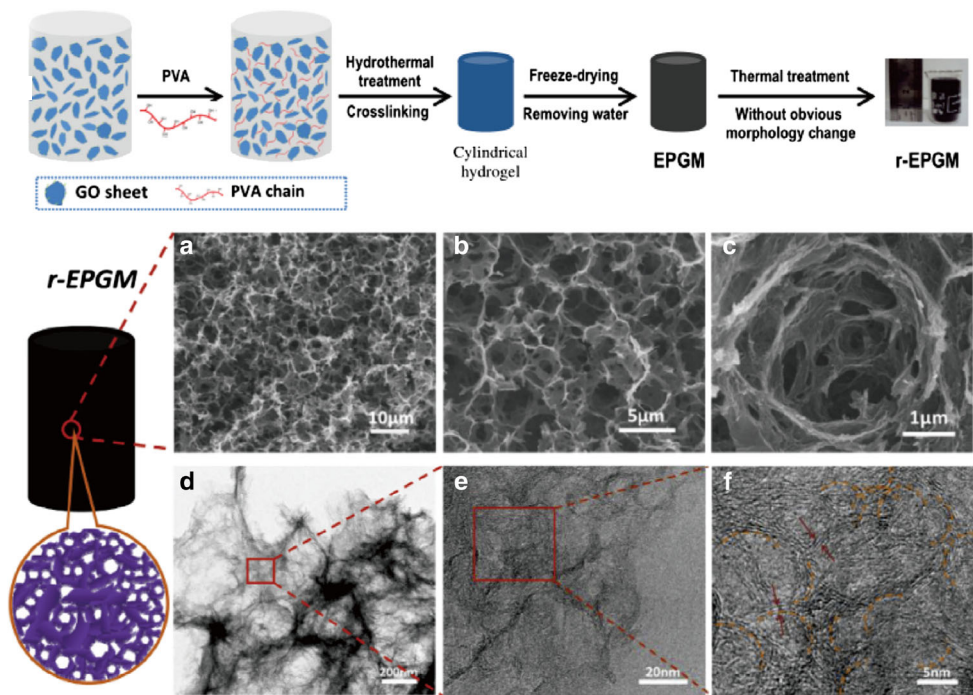 PVA
Hydrothermal
treatment
Crosslinking
Freeze-drying
Removing water
Thermal treatment
Without obvious
morphology change
Cylindrical
hydrogel
EPGM
r-EPGM
GO sheet
PVA chain
r-EPGM
a
10μm
b
5μm
c
1μm
d
200nm
e
20nm
f
5nm